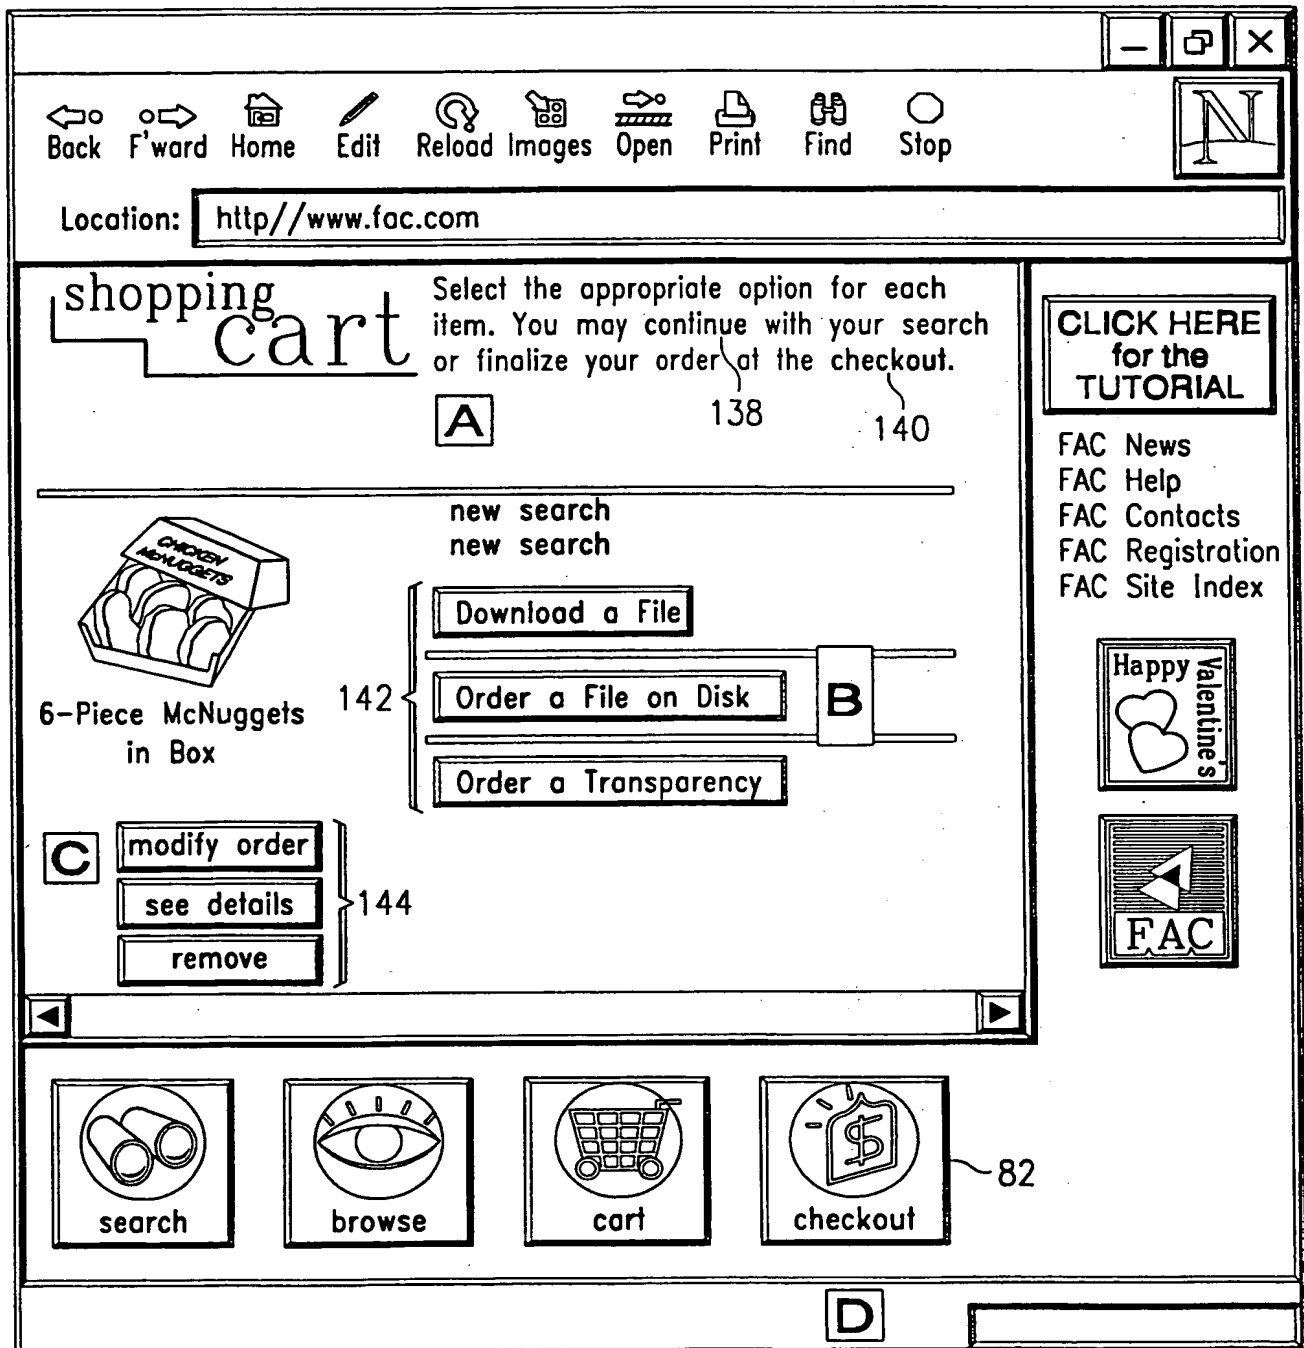 Back F'ward Home Edit Reload Images Open Print Find Stop
N
Location: http//www.fac.com
shopping
cart
Select the appropriate option for each
item. You may continue with your search
or finalize your order at the checkout.
138
140
A
new search
new search
CHICKEN
McNUGGETS
6-Piece McNuggets
in Box
142
Download a File
Order a File on Disk
B
Order a Transparency
C
modify order
see details
remove
144
CLICK HERE
for the
TUTORIAL
FAC News
FAC Help
FAC Contacts
FAC Registration
FAC Site Index
Happy
Valentine's
FAC
search
browse
cart
$
checkout
82
D